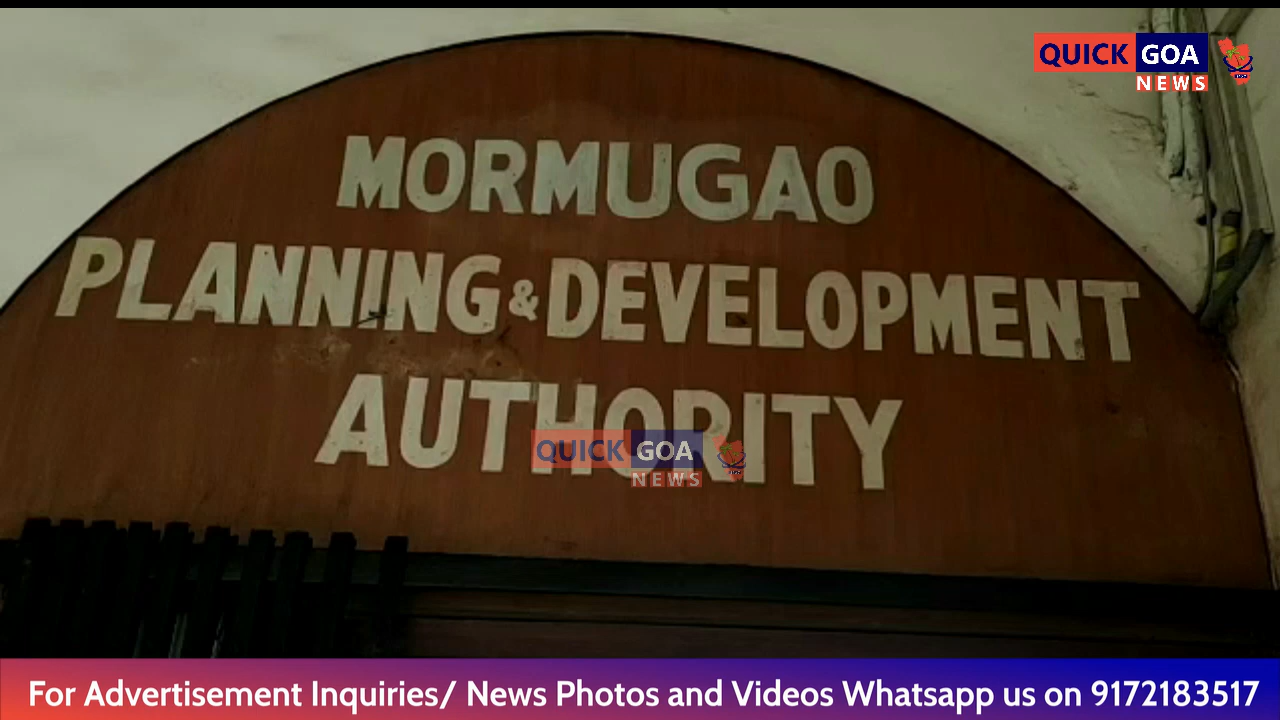 QUICK GOA
NEWS
MORMUGAO
PLANNING & DEVELOPMENT
AUTHORITY
QUICK GOA
NEWS
For Advertisement Inquiries/ News Photos and Videos Whatsapp us on 9172183517